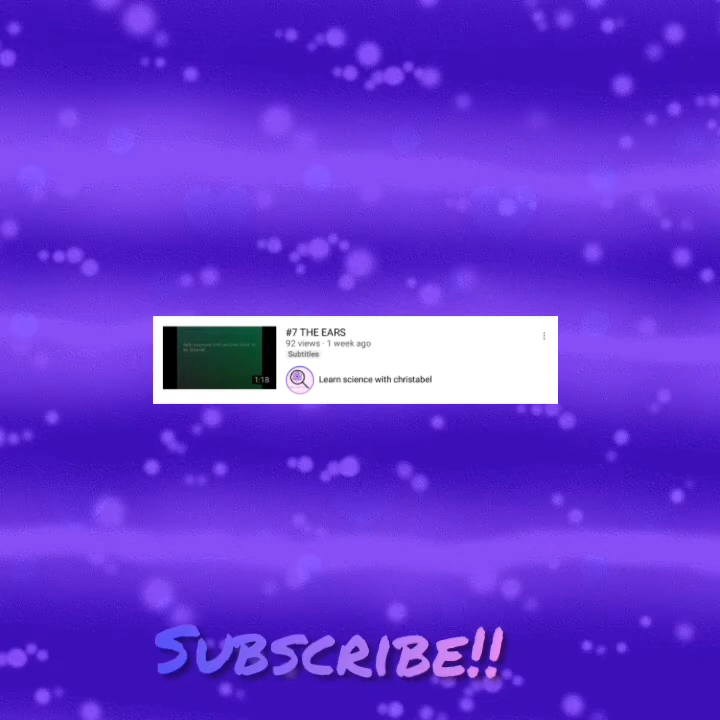 #7 THE EARS
92 views · 1 week ago
Subtitles
1:18
Learn science with christabel
SUBSCRIBE!!